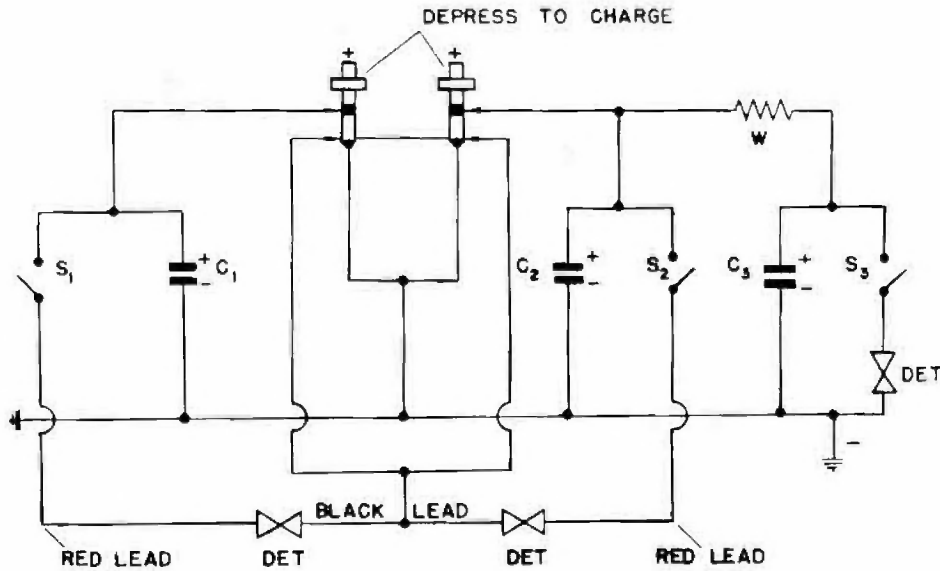 DEPRESS TO CHARGE
+ +
W
S1 + C1 - C2 + - S2 C3 + - S3
DET
-
BLACK LEAD
RED LEAD DET DET RED LEAD